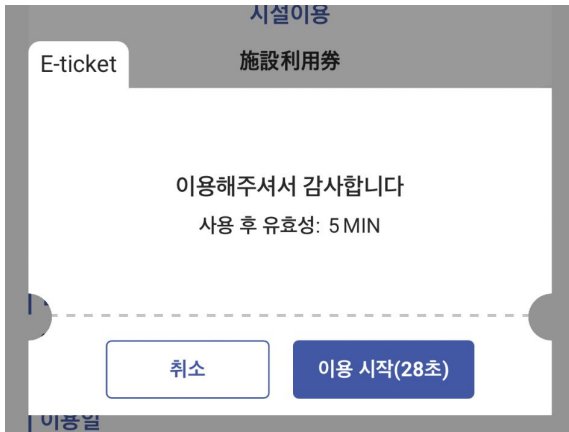 시설이용
E-ticket
施設利用券
이용해주셔서 감사합니다
사용 후 유효성: 5 MIN
취소
이용 시작(28초)
이용일